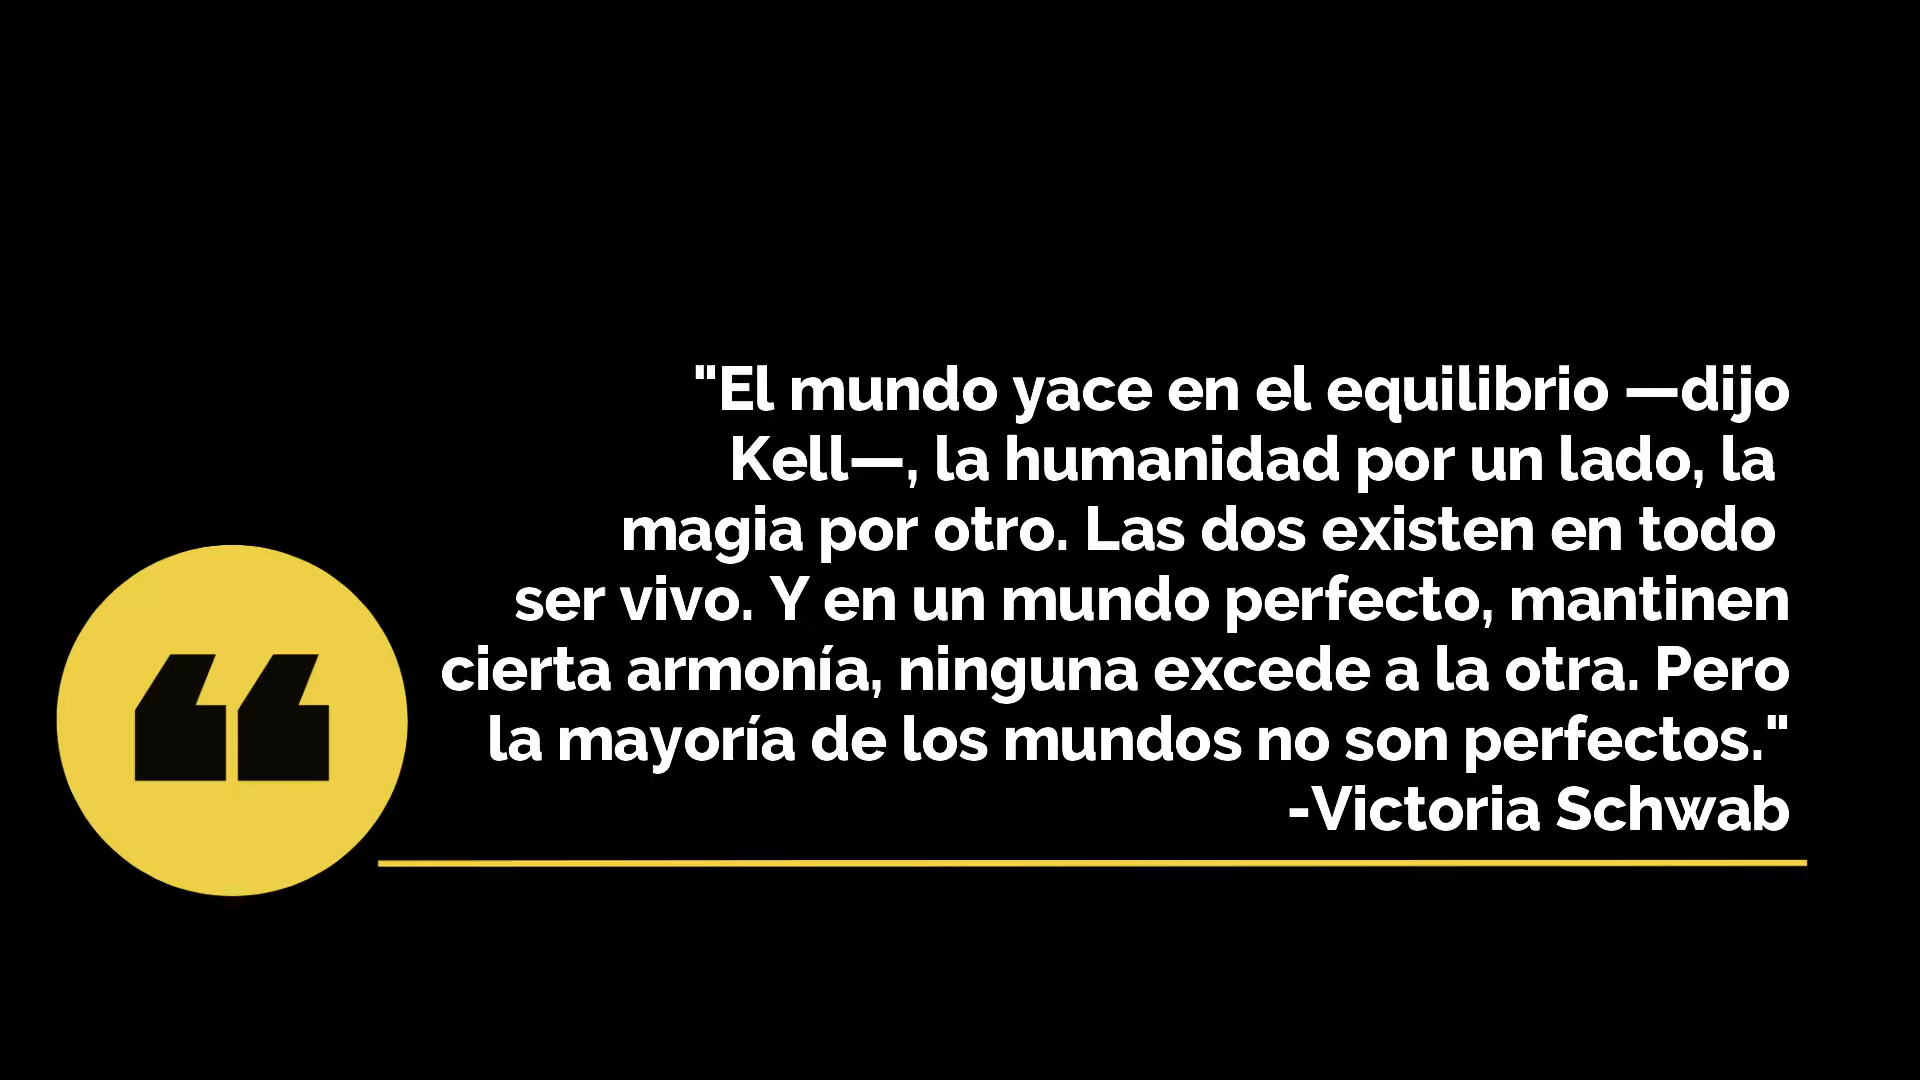 "El mundo yace en el equilibrio —dijo
Kell—, la humanidad por un lado, la
magia por otro. Las dos existen en todo
ser vivo. Y en un mundo perfecto, mantinen
cierta armonía, ninguna excede a la otra. Pero
la mayoría de los mundos no son perfectos."
-Victoria Schwab